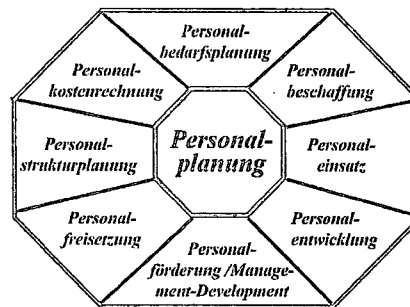 Personal-
bedarfsplanung
Personal-
kostenrechnung
Personal-
beschaffung
Personal-
strukturplanung
Personal-
planung
Personal-
einsatz
Personal-
freisetzung
Personal-
entwicklung
Personal-
förderung /Manage-
ment-Development